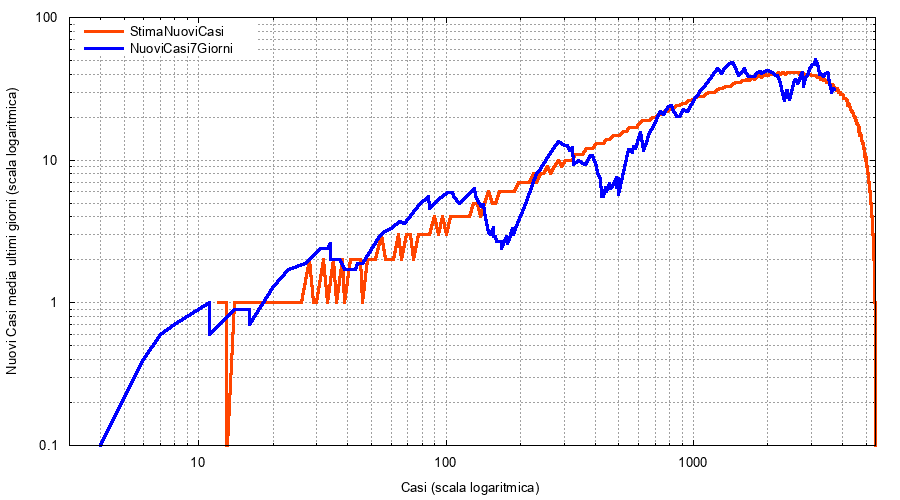 100
10
1
0.1
Nuovi Casi media ultimi giorni (scala logaritmica)
StimaNuoviCasi
NuoviCasi7Giorni
10
100
1000
Casi (scala logaritmica)